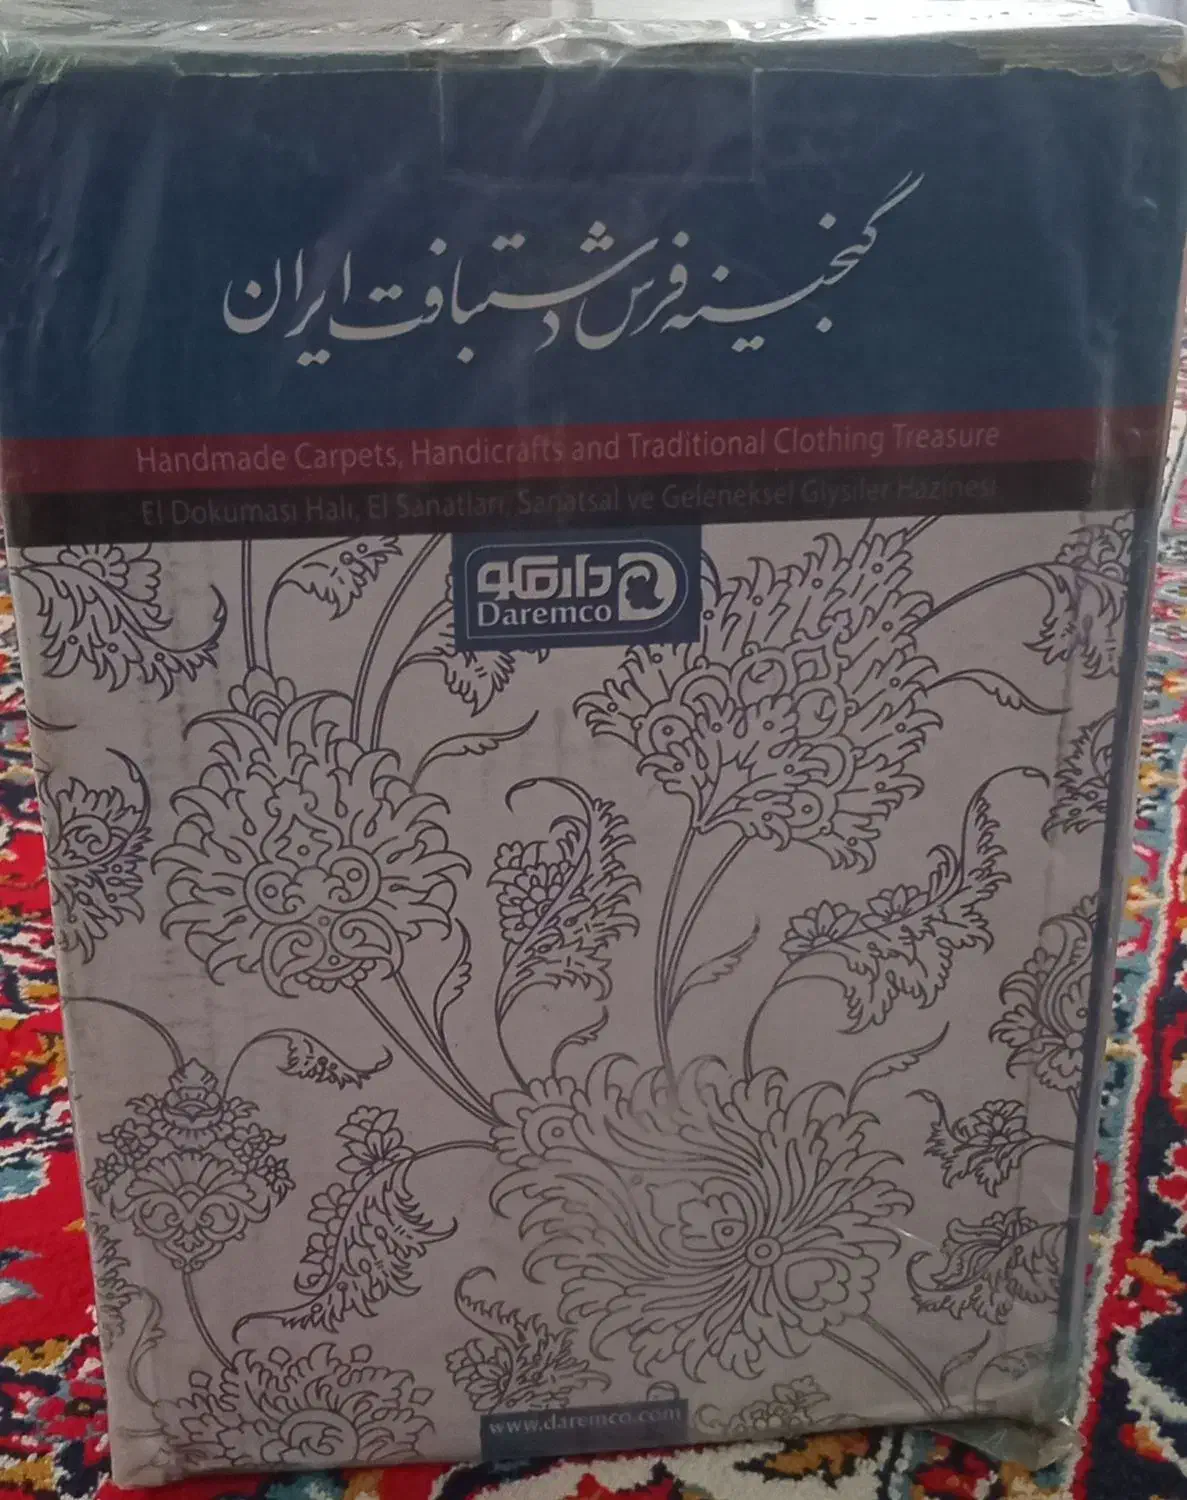 گنجینه فرش دستبافت ایران
Handmade Carpets, Handicrafts and Traditional Clothing Treasure
El Dokuması Halı, El Sanatları, Sanatsal ve Geleneksel Giysiler Hazinesi
دارمکو
Daremco
www.daremco.com